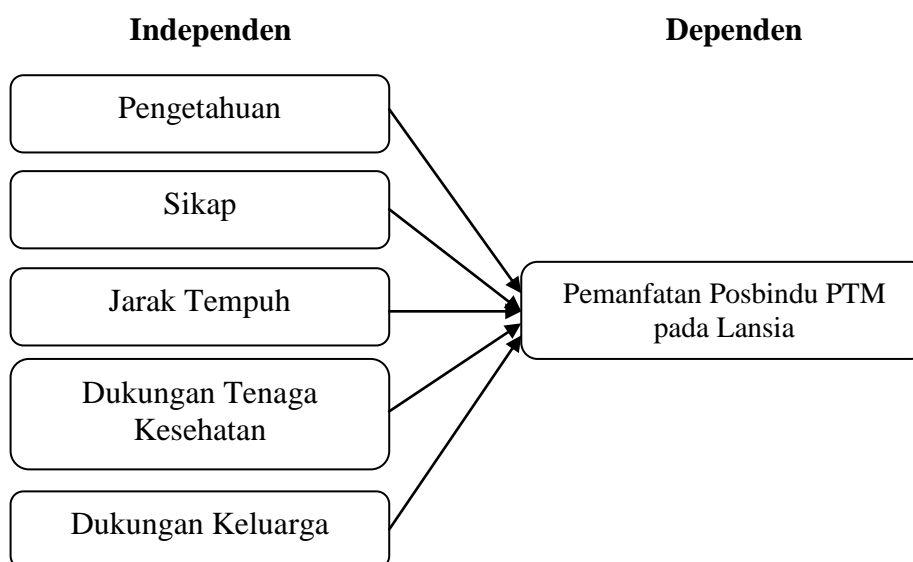 Independen
Dependen
Pengetahuan
Sikap
Jarak Tempuh
Dukungan Tenaga
Kesehatan
Dukungan Keluarga
Pemanfatan Posbindu PTM
pada Lansia